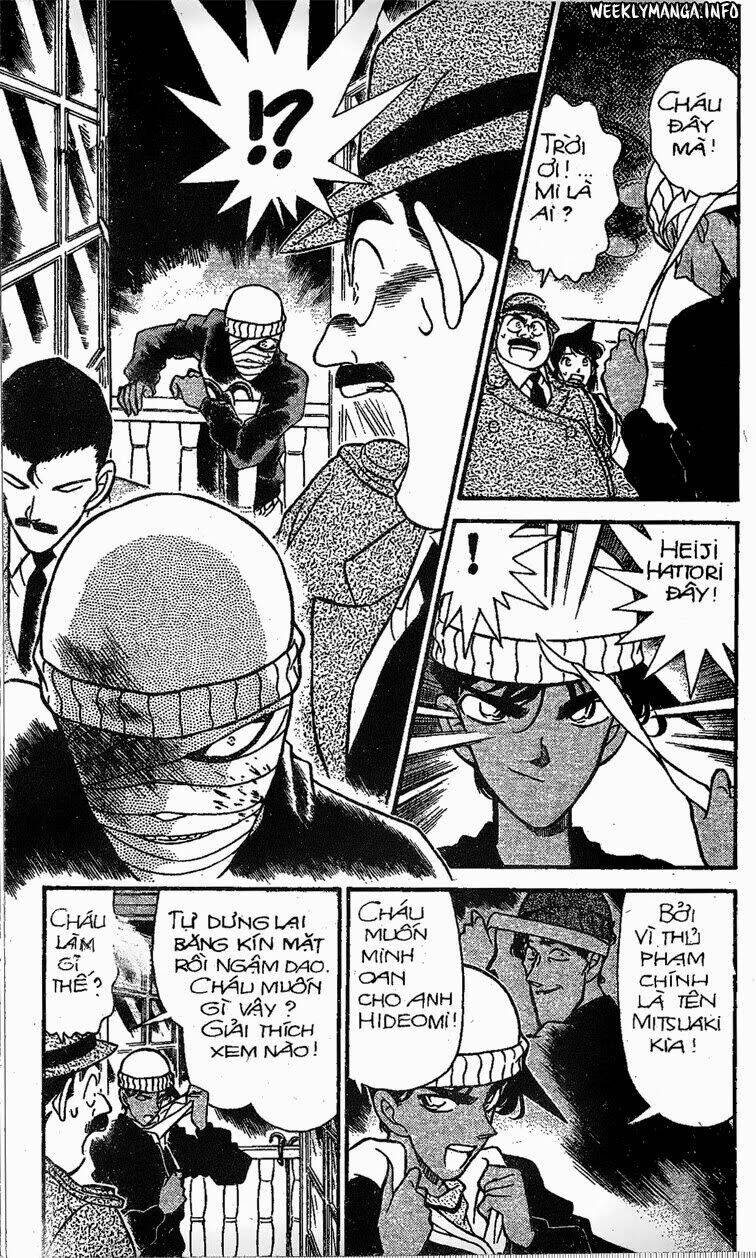 WEEKLYMANGA.INFO
CHÁU
ĐÂY
MÀ!
TRỜI
ƠI!...
MI LÀ
AI?
!?
HEIJI
HATTORI
ĐÂY!
!
BỞI
VÌ THỦ
PHẠM
CHÍNH
LÀ TÊN
MITSUAKI
KIA!
CHÁU
MUỐN
MINH
OAN
CHO ANH
HIDEOMI!
TỰ DƯNG LẠI
BĂNG KÍN MẶT
RỒI NGẬM DAO.
CHÁU MUỐN
GÌ VẬY?
GIẢI THÍCH
XEM NÀO!
CHÁU
LÀM
GÌ
THẾ?